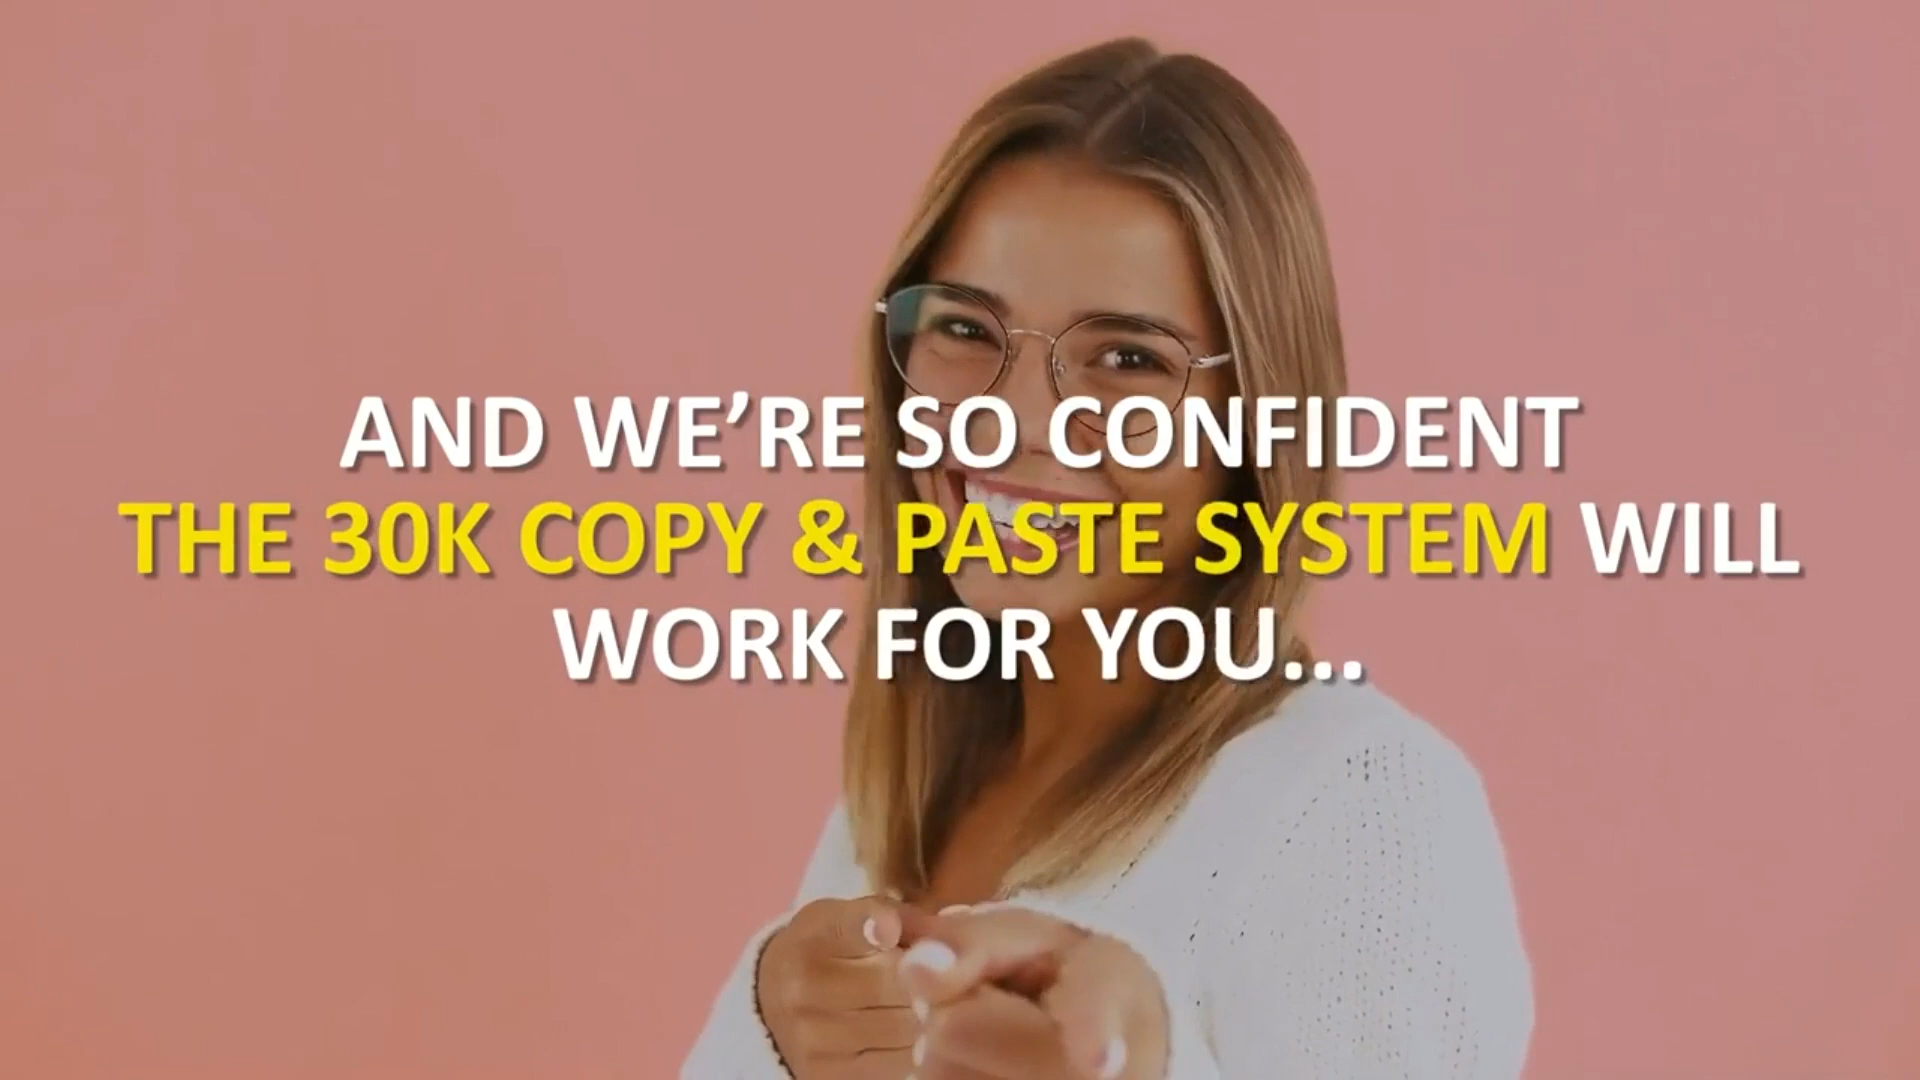 AND WE’RE SO CONFIDENT
THE 30K COPY & PASTE SYSTEM WILL
WORK FOR YOU...